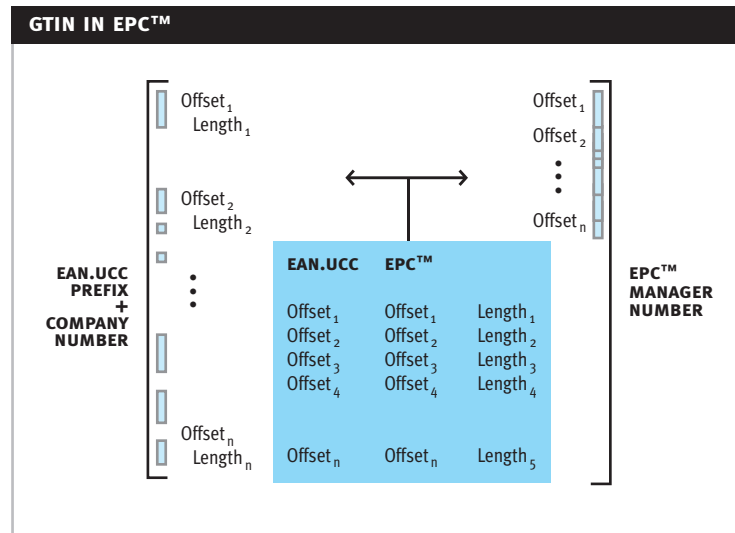 GTIN IN EPC™
Offset₁
Length₁
Offset₂
Length₂
Offsetₙ
Lengthₙ
EAN.UCC
PREFIX
+
COMPANY
NUMBER
EAN.UCC EPC™
Offset₁ Offset₁ Length₁
Offset₂ Offset₂ Length₂
Offset₃ Offset₃ Length₃
Offset₄ Offset₄ Length₄
Offsetₙ Offsetₙ Length₅
Offset₁
Offset₂
Offsetₙ
EPC™
MANAGER
NUMBER